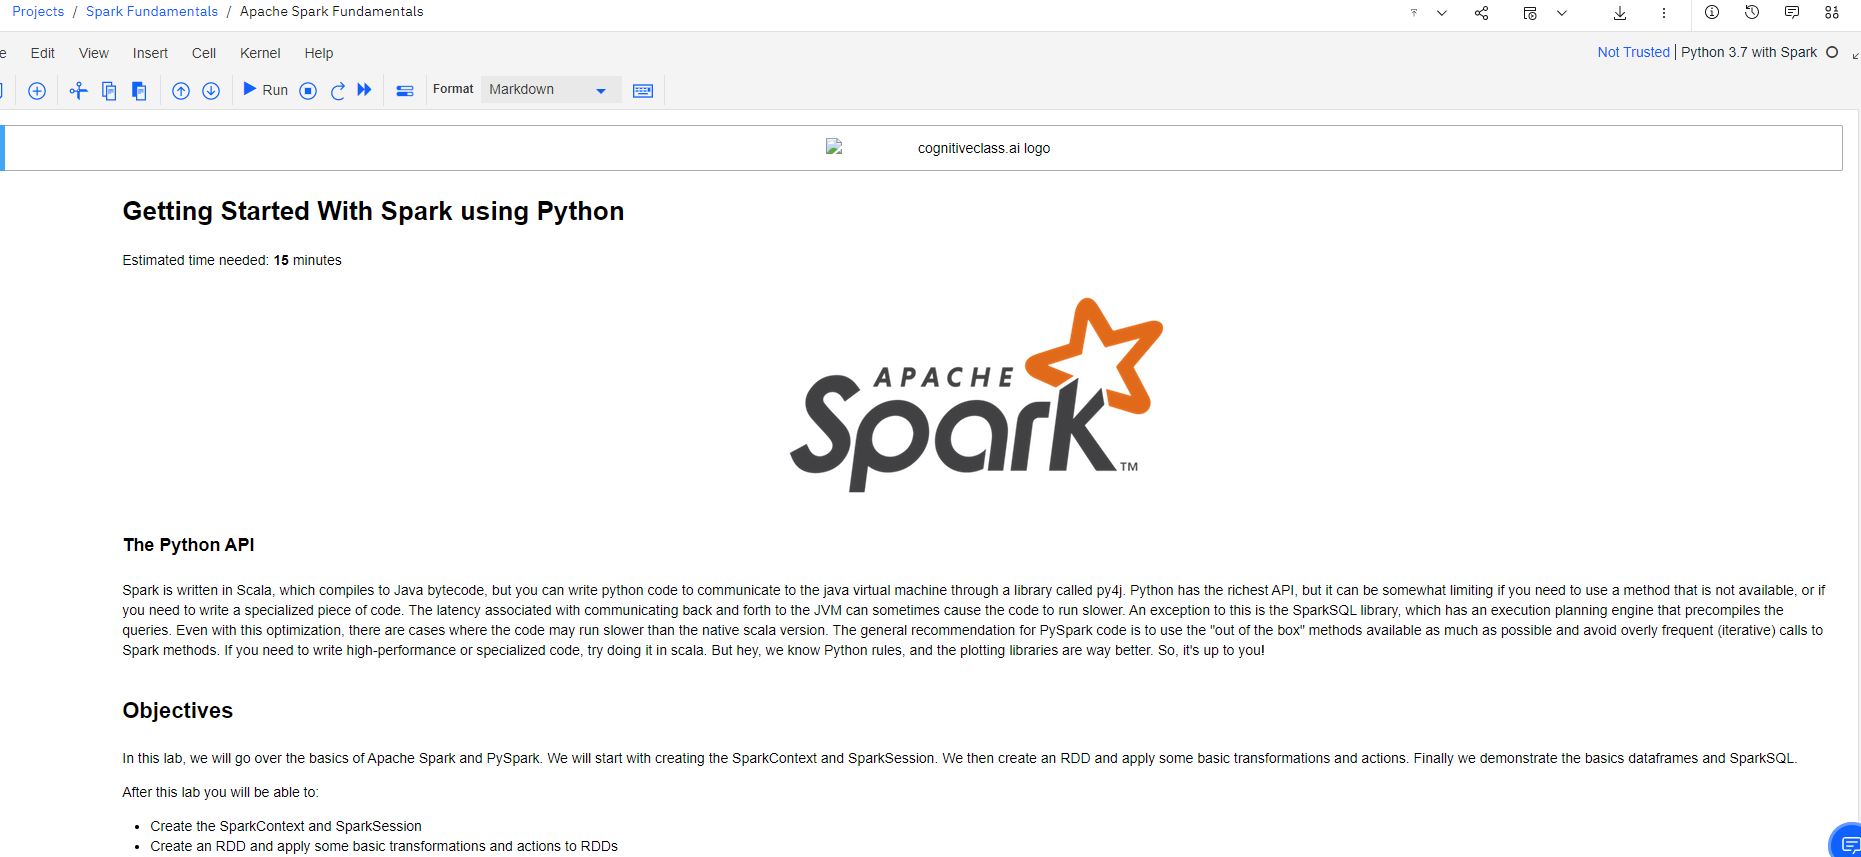 Projects / Spark Fundamentals / Apache Spark Fundamentals
e Edit View Insert Cell Kernel Help
Not Trusted | Python 3.7 with Spark
Run Format Markdown
cognitiveclass.ai logo
Getting Started With Spark using Python
Estimated time needed: 15 minutes
APACHE
Spark™
The Python API
Spark is written in Scala, which compiles to Java bytecode, but you can write python code to communicate to the java virtual machine through a library called py4j. Python has the richest API, but it can be somewhat limiting if you need to use a method that is not available, or if
you need to write a specialized piece of code. The latency associated with communicating back and forth to the JVM can sometimes cause the code to run slower. An exception to this is the SparkSQL library, which has an execution planning engine that precompiles the
queries. Even with this optimization, there are cases where the code may run slower than the native scala version. The general recommendation for PySpark code is to use the "out of the box" methods available as much as possible and avoid overly frequent (iterative) calls to
Spark methods. If you need to write high-performance or specialized code, try doing it in scala. But hey, we know Python rules, and the plotting libraries are way better. So, it's up to you!
Objectives
In this lab, we will go over the basics of Apache Spark and PySpark. We will start with creating the SparkContext and SparkSession. We then create an RDD and apply some basic transformations and actions. Finally we demonstrate the basics dataframes and SparkSQL.
After this lab you will be able to:
• Create the SparkContext and SparkSession
• Create an RDD and apply some basic transformations and actions to RDDs